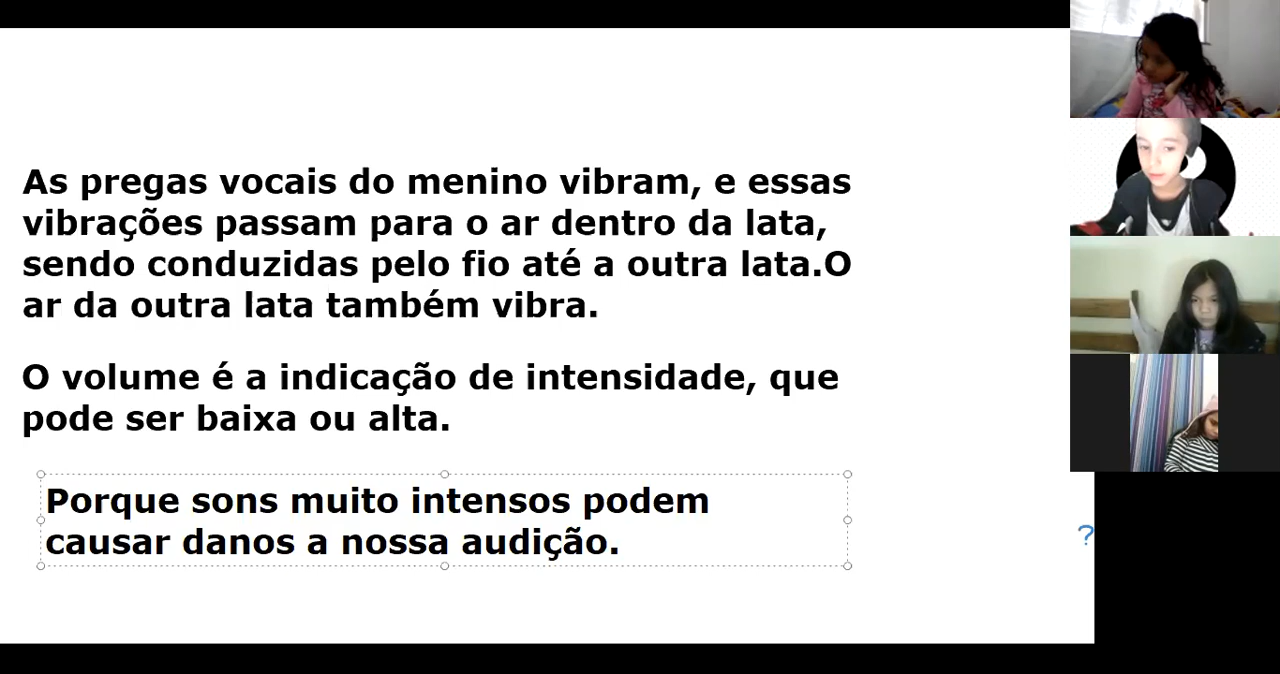 As pregas vocais do menino vibram, e essas
vibrações passam para o ar dentro da lata,
sendo conduzidas pelo fio até a outra lata.O
ar da outra lata também vibra.
O volume é a indicação de intensidade, que
pode ser baixa ou alta.
Porque sons muito intensos podem
causar danos a nossa audição.
?